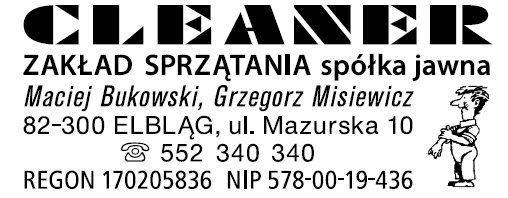 CLEANER
ZAKŁAD SPRZĄTANIA spółka jawna
Maciej Bukowski, Grzegorz Misiewicz
82-300 ELBLĄG, ul. Mazurska 10
☏ 552 340 340
REGON 170205836 NIP 578-00-19-436